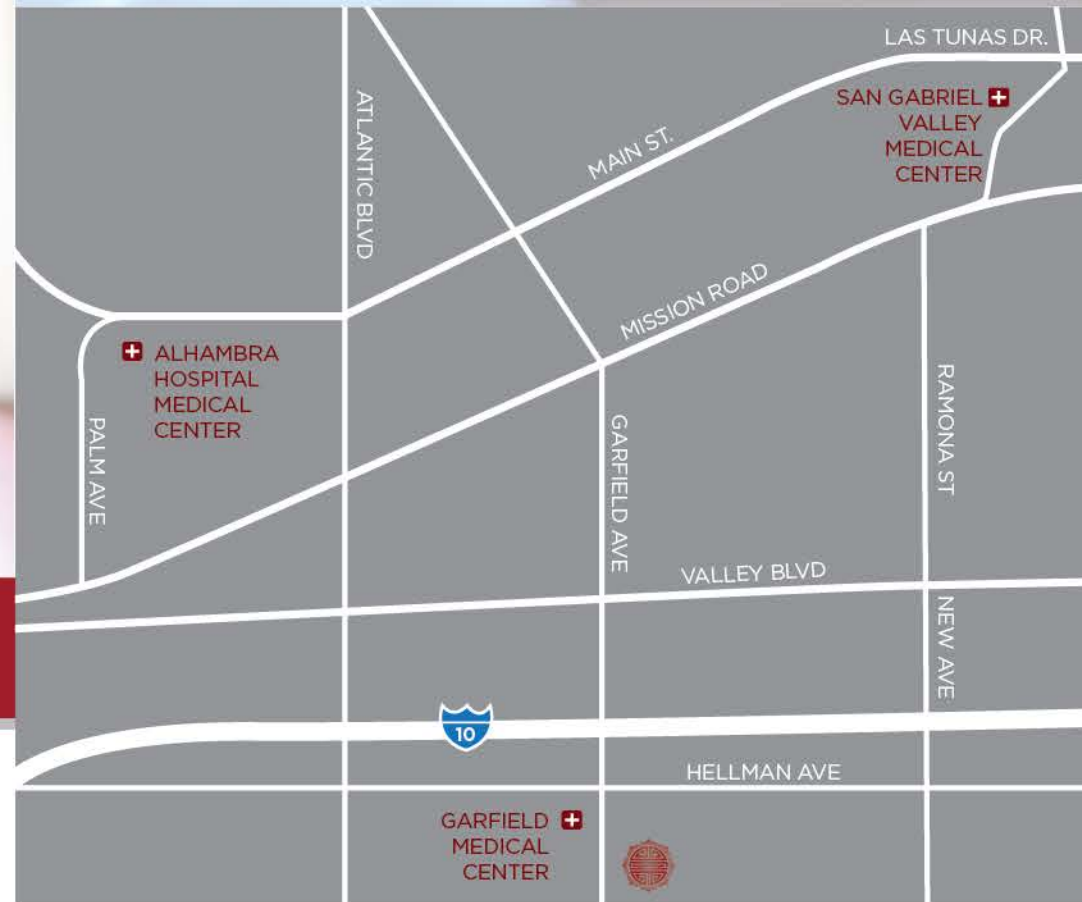 LAS TUNAS DR.
SAN GABRIEL
VALLEY
MEDICAL
CENTER
ATLANTIC BLVD
MAIN ST.
MISSION ROAD
ALHAMBRA
HOSPITAL
MEDICAL
CENTER
PALM AVE
GARFIELD AVE
RAMONA ST
VALLEY BLVD
NEW AVE
10
HELLMAN AVE
GARFIELD
MEDICAL
CENTER